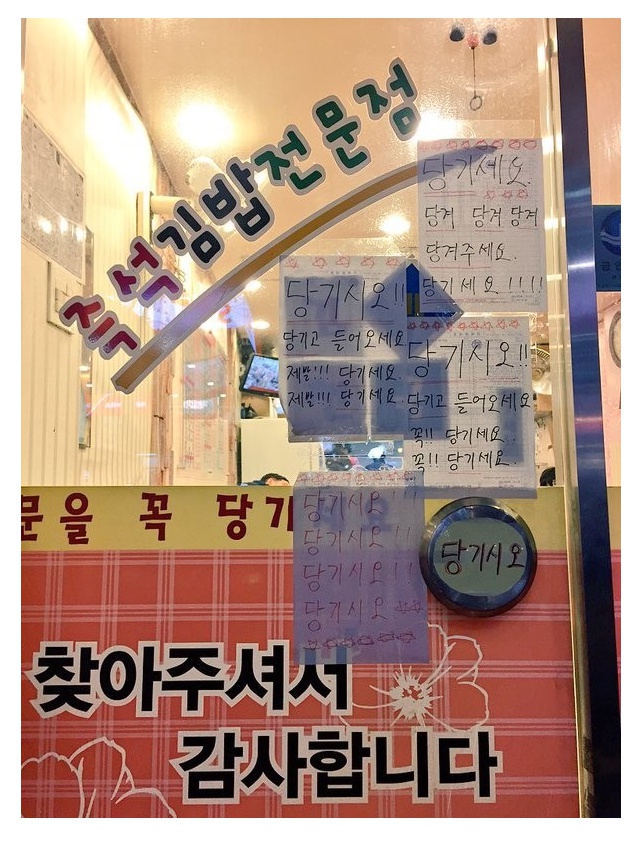 즉석김밥전문점
당기세요.
당겨 당겨 당겨
당겨주세요.
당기세요!!!!
당기시오!!
당기고 들어오세요
제발!!! 당기세요.
제발!!! 당기세요.
당기시오!!
당기고 들어오세요
꼭!! 당기세요.
꼭!! 당기세요.
문을 꼭 당기
당기시오!!!
당기시오!!
당기시오!!
당기시오
당기시오
찾아주셔서
감사합니다